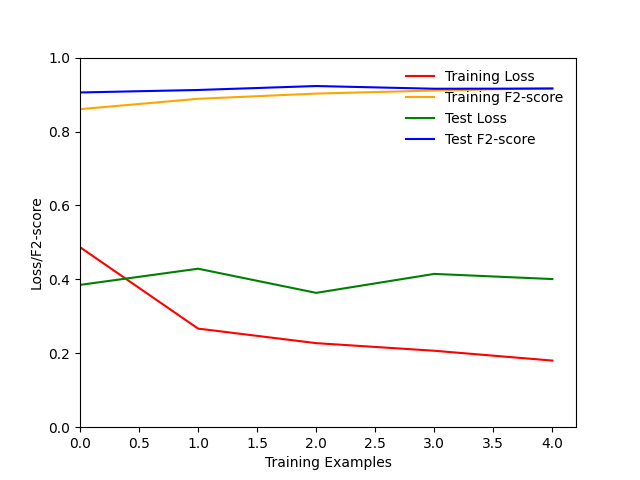 1.0
0.8
0.6
0.4
0.2
0.0
Loss/F2-score
Training Loss
Training F2-score
Test Loss
Test F2-score
0.0 0.5 1.0 1.5 2.0 2.5 3.0 3.5 4.0
Training Examples